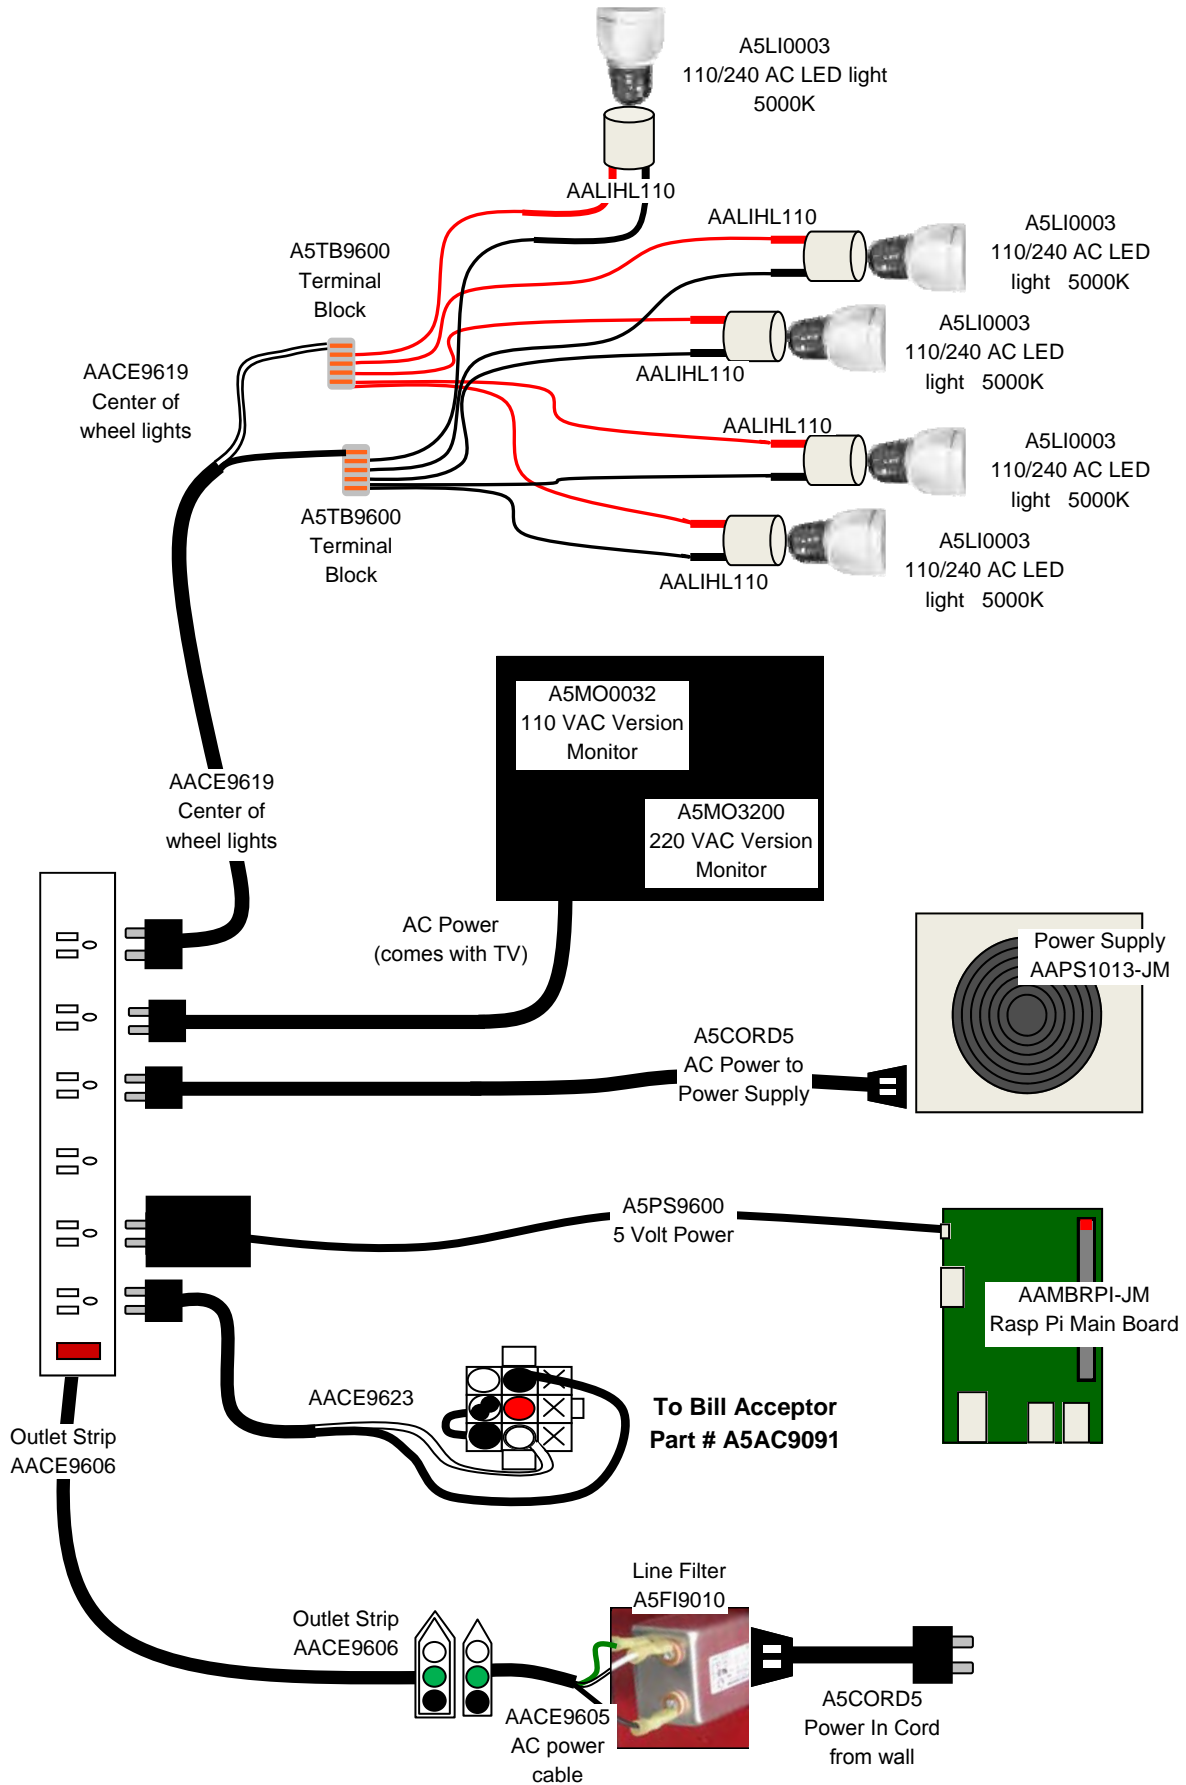 A5LI0003
110/240 AC LED light
5000K
AALIHL110
AALIHL110
A5LI0003
110/240 AC LED
light 5000K
A5TB9600
Terminal
Block
A5LI0003
110/240 AC LED
light 5000K
AALIHL110
AACE9619
Center of
wheel lights
AALIHL110
A5LI0003
110/240 AC LED
light 5000K
A5TB9600
Terminal
Block
A5LI0003
110/240 AC LED
light 5000K
AALIHL110
A5MO0032
110 VAC Version
Monitor
A5MO3200
220 VAC Version
Monitor
AACE9619
Center of
wheel lights
AC Power
(comes with TV)
Power Supply
AAPS1013-JM
A5CORD5
AC Power to
Power Supply
A5PS9600
5 Volt Power
AAMBRPI-JM
Rasp Pi Main Board
AACE9623
To Bill Acceptor
Part # A5AC9091
Outlet Strip
AACE9606
Line Filter
A5FI9010
Outlet Strip
AACE9606
AACE9605
AC power
cable
A5CORD5
Power In Cord
from wall